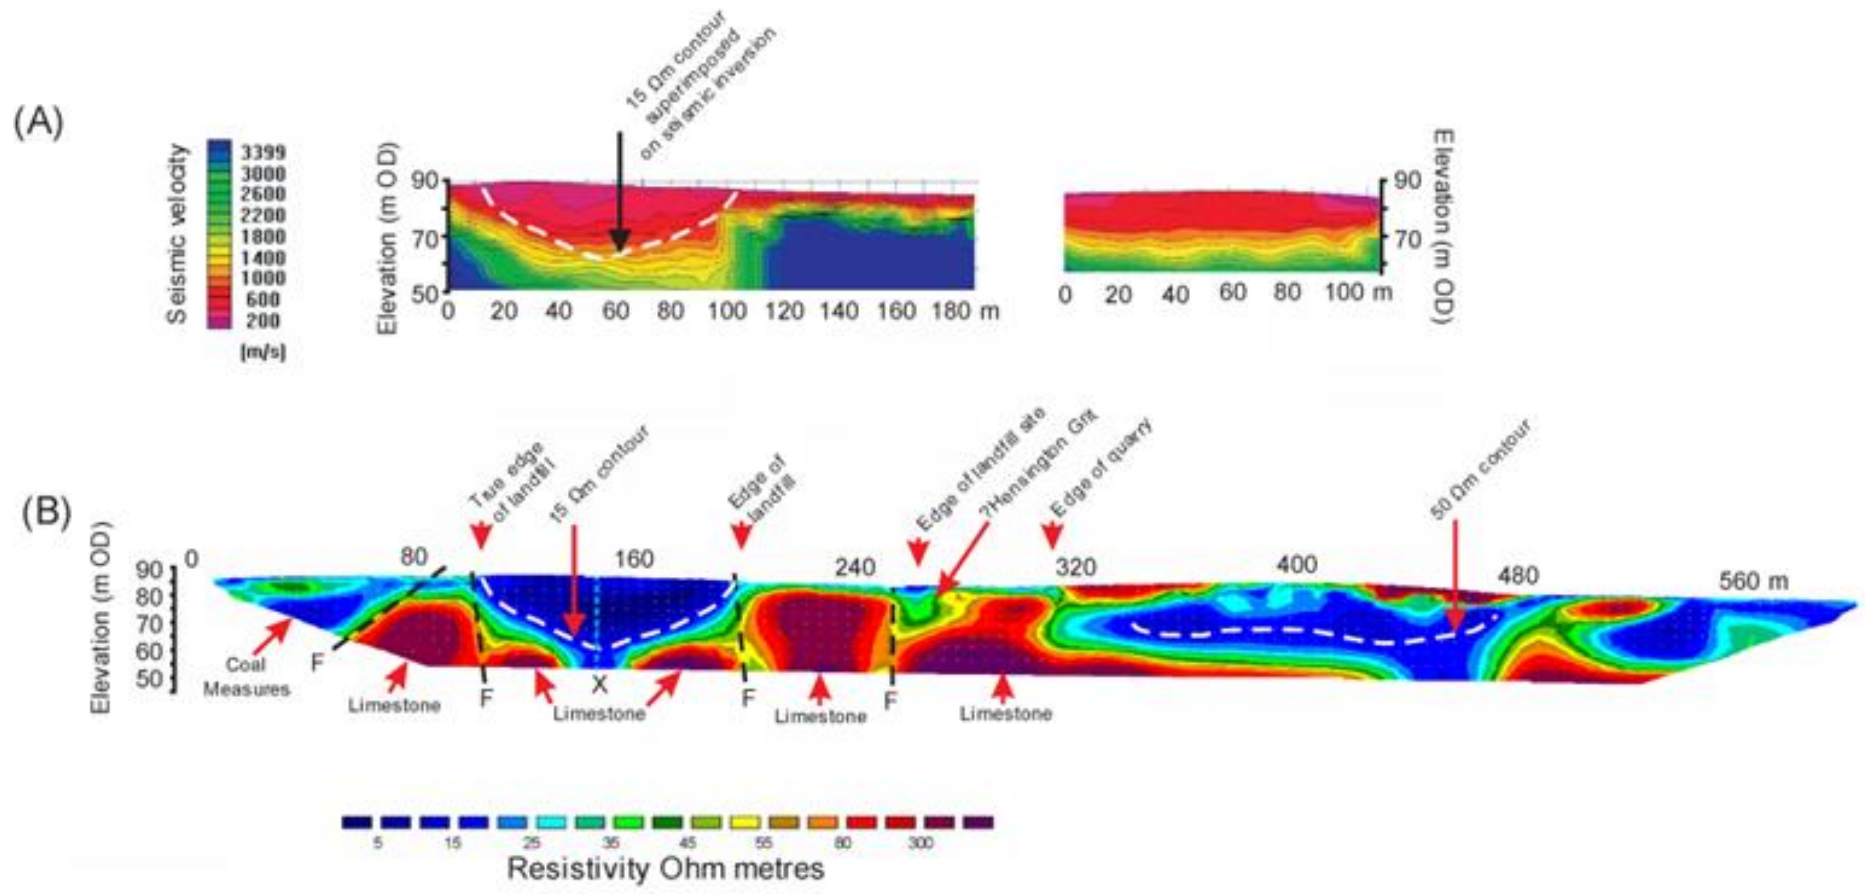 (A)
Seismic velocity
3399
3000
2600
2200
1800
1400
1000
600
200
[m/s]
15 Ωm contour
superimposed
on seismic inversion
Elevation (m OD)
90
70
50
0 20 40 60 80 100 120 140 160 180 m
Elevation (m OD)
90
70
0 20 40 60 80 100 m
(B)
True edge
of landfill
15 Ωm contour
Edge of
landfill
Edge of landfill site
?Hensington Grit
Edge of quarry
50 Ωm contour
0 80 160 240 320 400 480 560 m
Elevation (m OD)
90
80
70
60
50
Coal
Measures
F
Limestone
F
Limestone
X
F
Limestone
F
Limestone
5 15 25 35 45 55 80 300
Resistivity Ohm metres